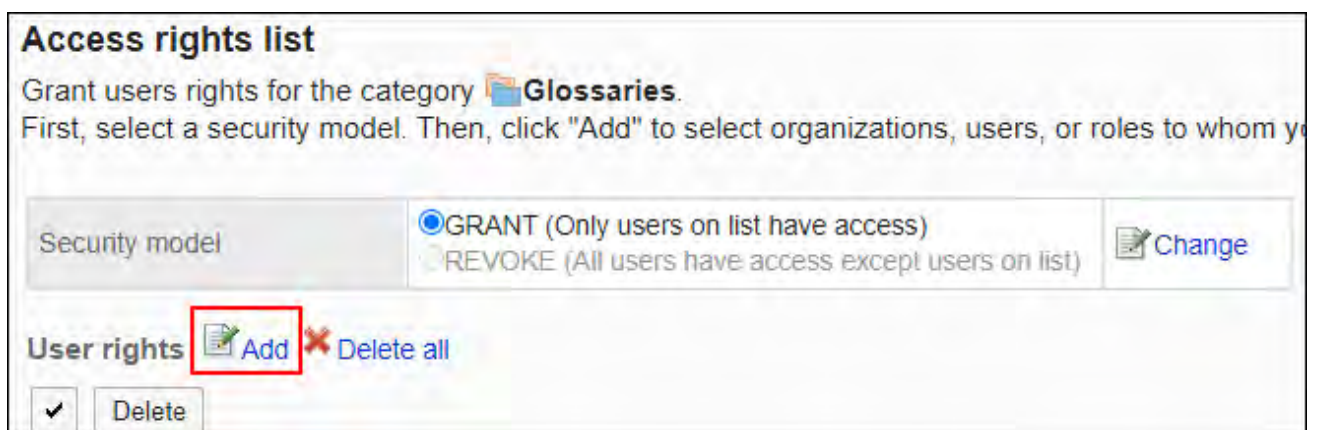 Access rights list
Grant users rights for the category Glossaries.
First, select a security model. Then, click "Add" to select organizations, users, or roles to whom
Security model
GRANT (Only users on list have access)
REVOKE (All users have access except users on list)
Change
User rights Add Delete all
Delete